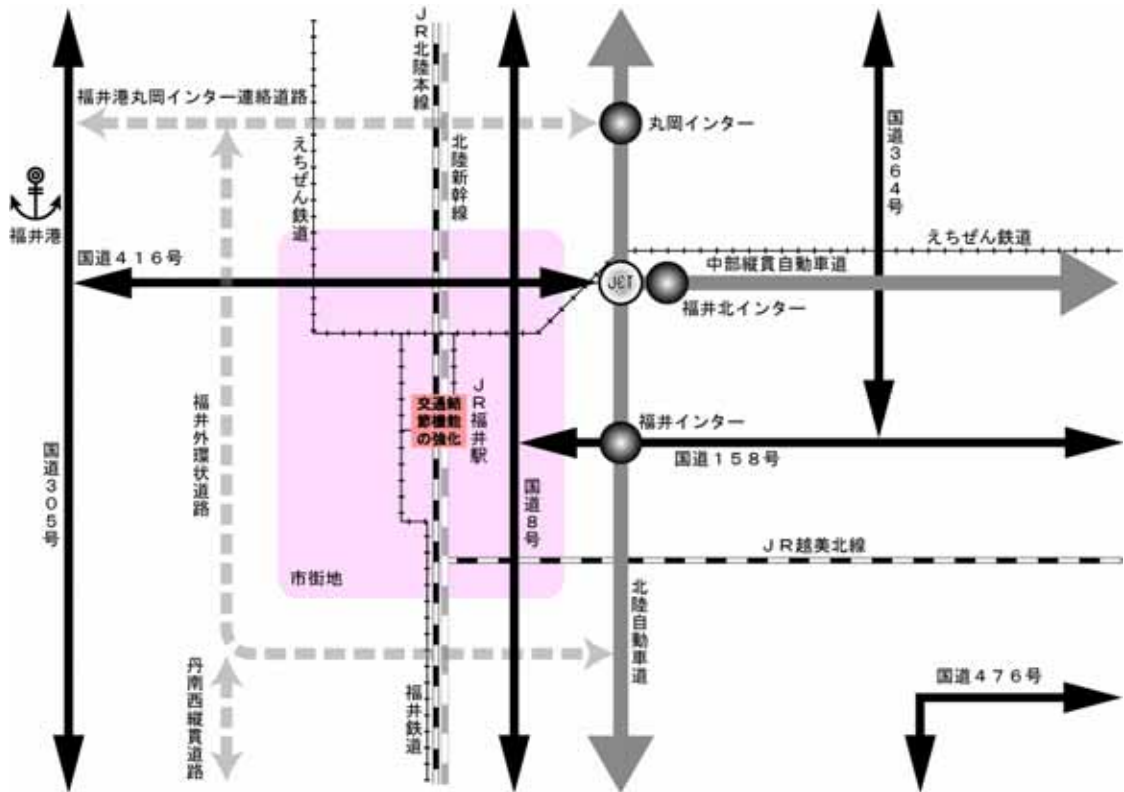 ＪＲ北陸本線
福井港丸岡インター連絡道路
丸岡インター
えちぜん鉄道
北陸新幹線
国道３６４号
福井港
国道４１６号
えちぜん鉄道
中部縦貫自動車道
JCT
福井北インター
交通結
節機能
の強化
ＪＲ福井駅
福井インター
国道１５８号
国道３０５号
福井外環状道路
国道８号
ＪＲ越美北線
市街地
北陸自動車道
丹南西縦貫道路
福井鉄道
国道４７６号